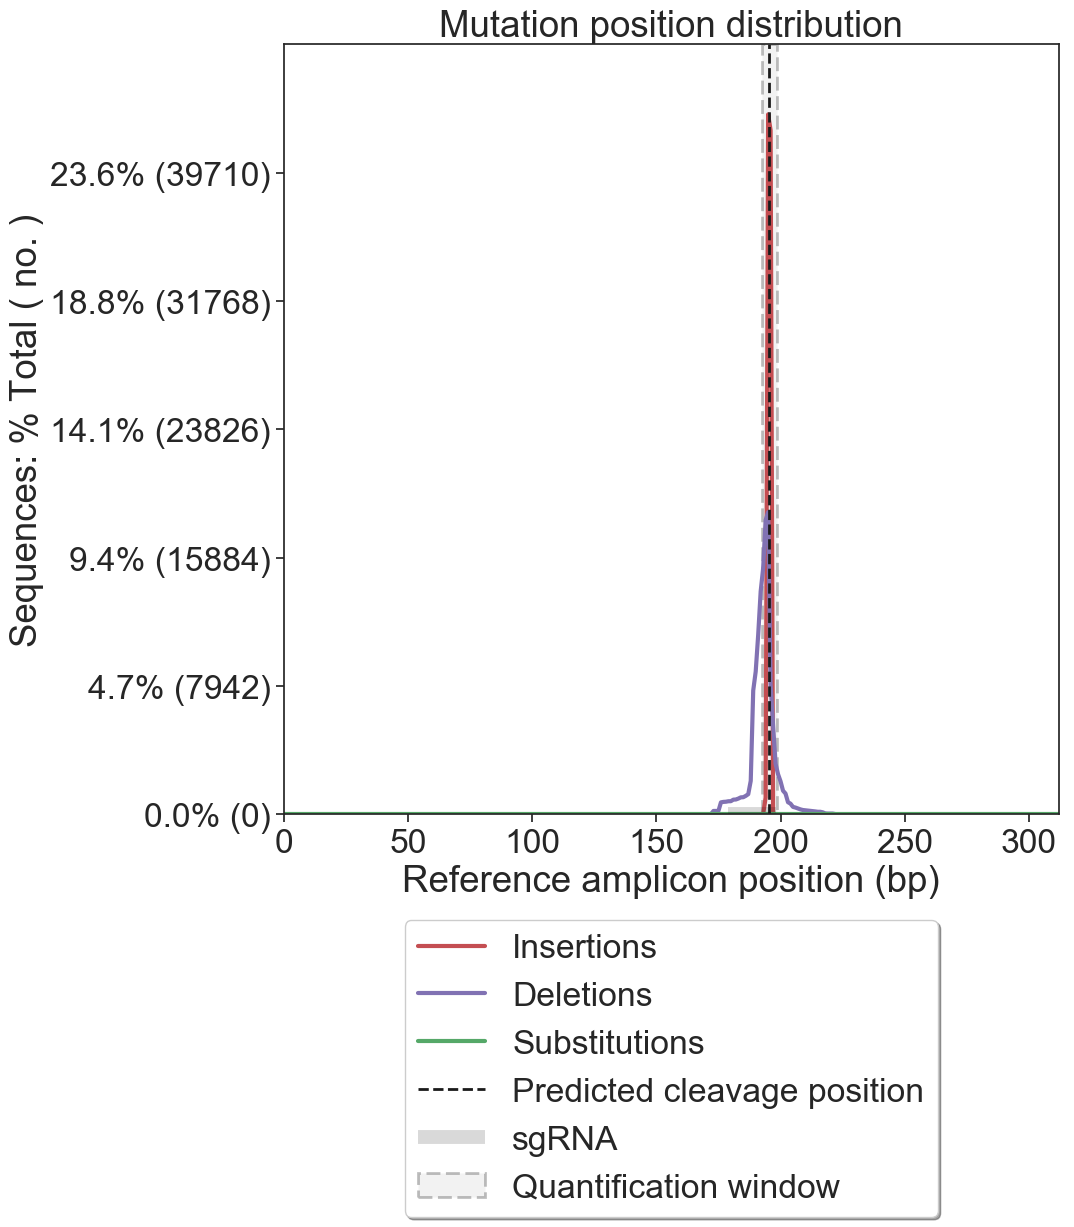 Mutation position distribution
Sequences: % Total ( no. )
23.6% (39710)
18.8% (31768)
14.1% (23826)
9.4% (15884)
4.7% (7942)
0.0% (0)
0 50 100 150 200 250 300
Reference amplicon position (bp)
Insertions
Deletions
Substitutions
Predicted cleavage position
sgRNA
Quantification window